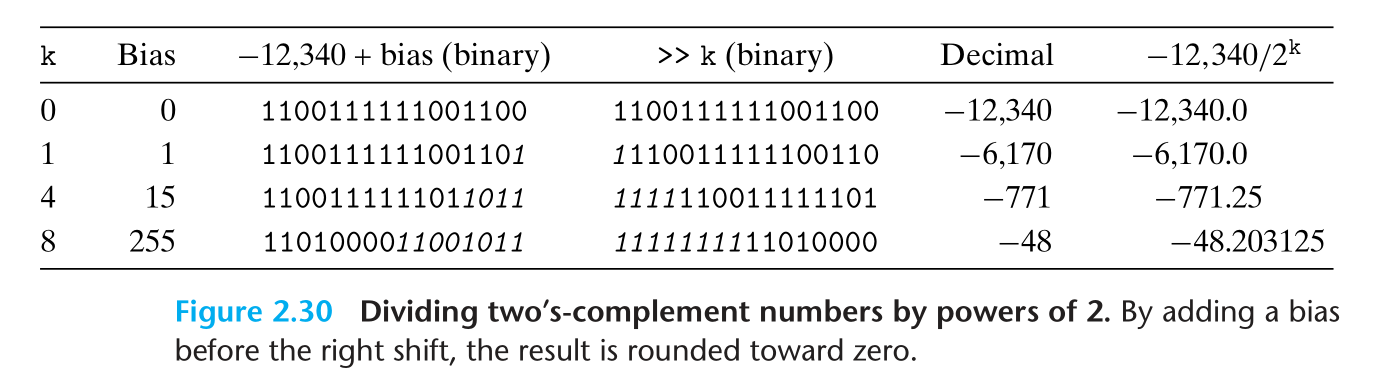 k Bias −12,340 + bias (binary) >> k (binary) Decimal −12,340/2ᵏ
0 0 1100111111001100 1100111111001100 −12,340 −12,340.0
1 1 1100111111001101 1110011111100110 −6,170 −6,170.0
4 15 1100111111011011 1111110011111101 −771 −771.25
8 255 1101000011001011 1111111111010000 −48 −48.203125
Figure 2.30 Dividing two’s-complement numbers by powers of 2. By adding a bias
before the right shift, the result is rounded toward zero.